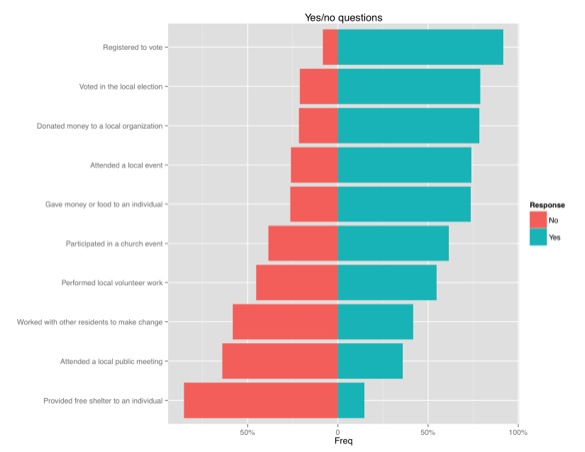 Yes/no questions
Registered to vote
Voted in the local election
Donated money to a local organization
Attended a local event
Gave money or food to an individual
Participated in a church event
Performed local volunteer work
Worked with other residents to make change
Attended a local public meeting
Provided free shelter to an individual
50% 0 50% 100%
Freq
Response
No
Yes